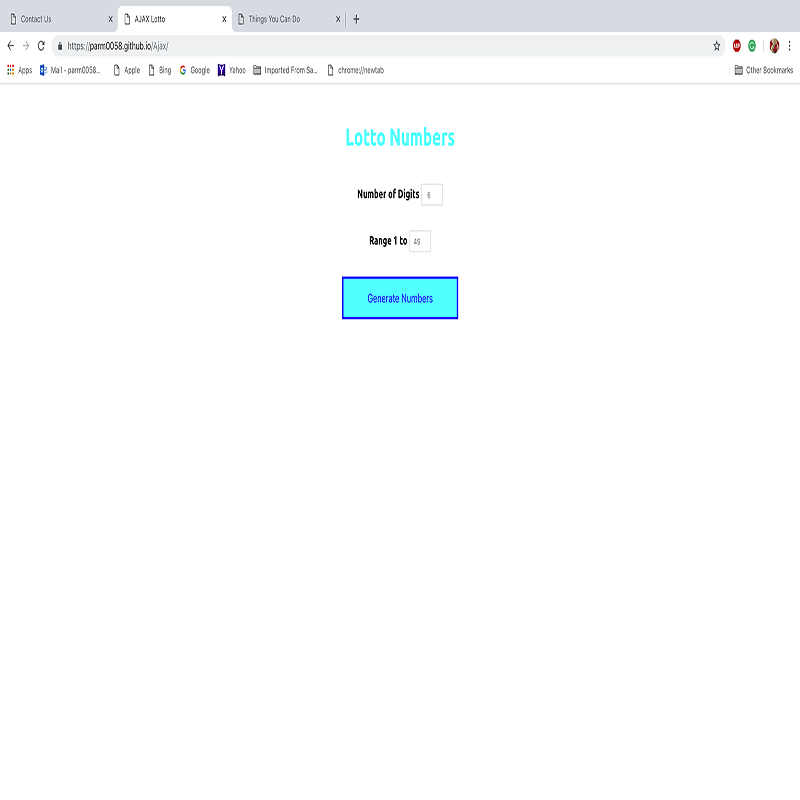 Contact Us
AJAX Lotto
Things You Can Do
https://parm0058.github.io/Ajax/
Apps
Mail - parm0058...
Apple
Bing
Google
Yahoo
Imported From Sa...
chrome://newtab
Other Bookmarks
Lotto Numbers
Number of Digits 6
Range 1 to 49
Generate Numbers